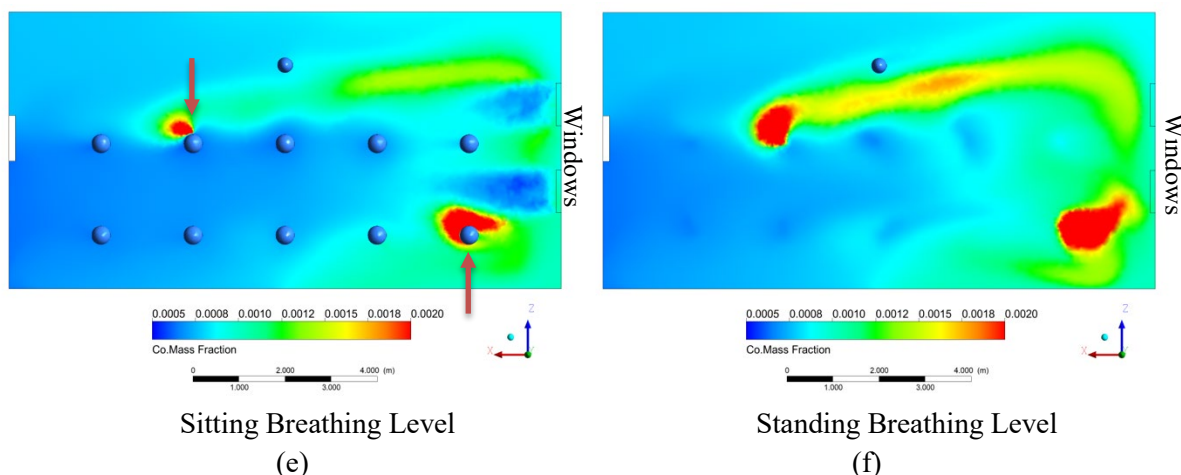 Windows
Windows
0.0005 0.0008 0.0010 0.0013 0.0015 0.0018 0.0020
Co.Mass Fraction
0 2.000 4.000 (m)
1.000 3.000
Z
X
Y
Sitting Breathing Level
(e)
0.0005 0.0008 0.0010 0.0013 0.0015 0.0018 0.0020
Co.Mass Fraction
0 2.000 4.000 (m)
1.000 3.000
Z
X
Y
Standing Breathing Level
(f)